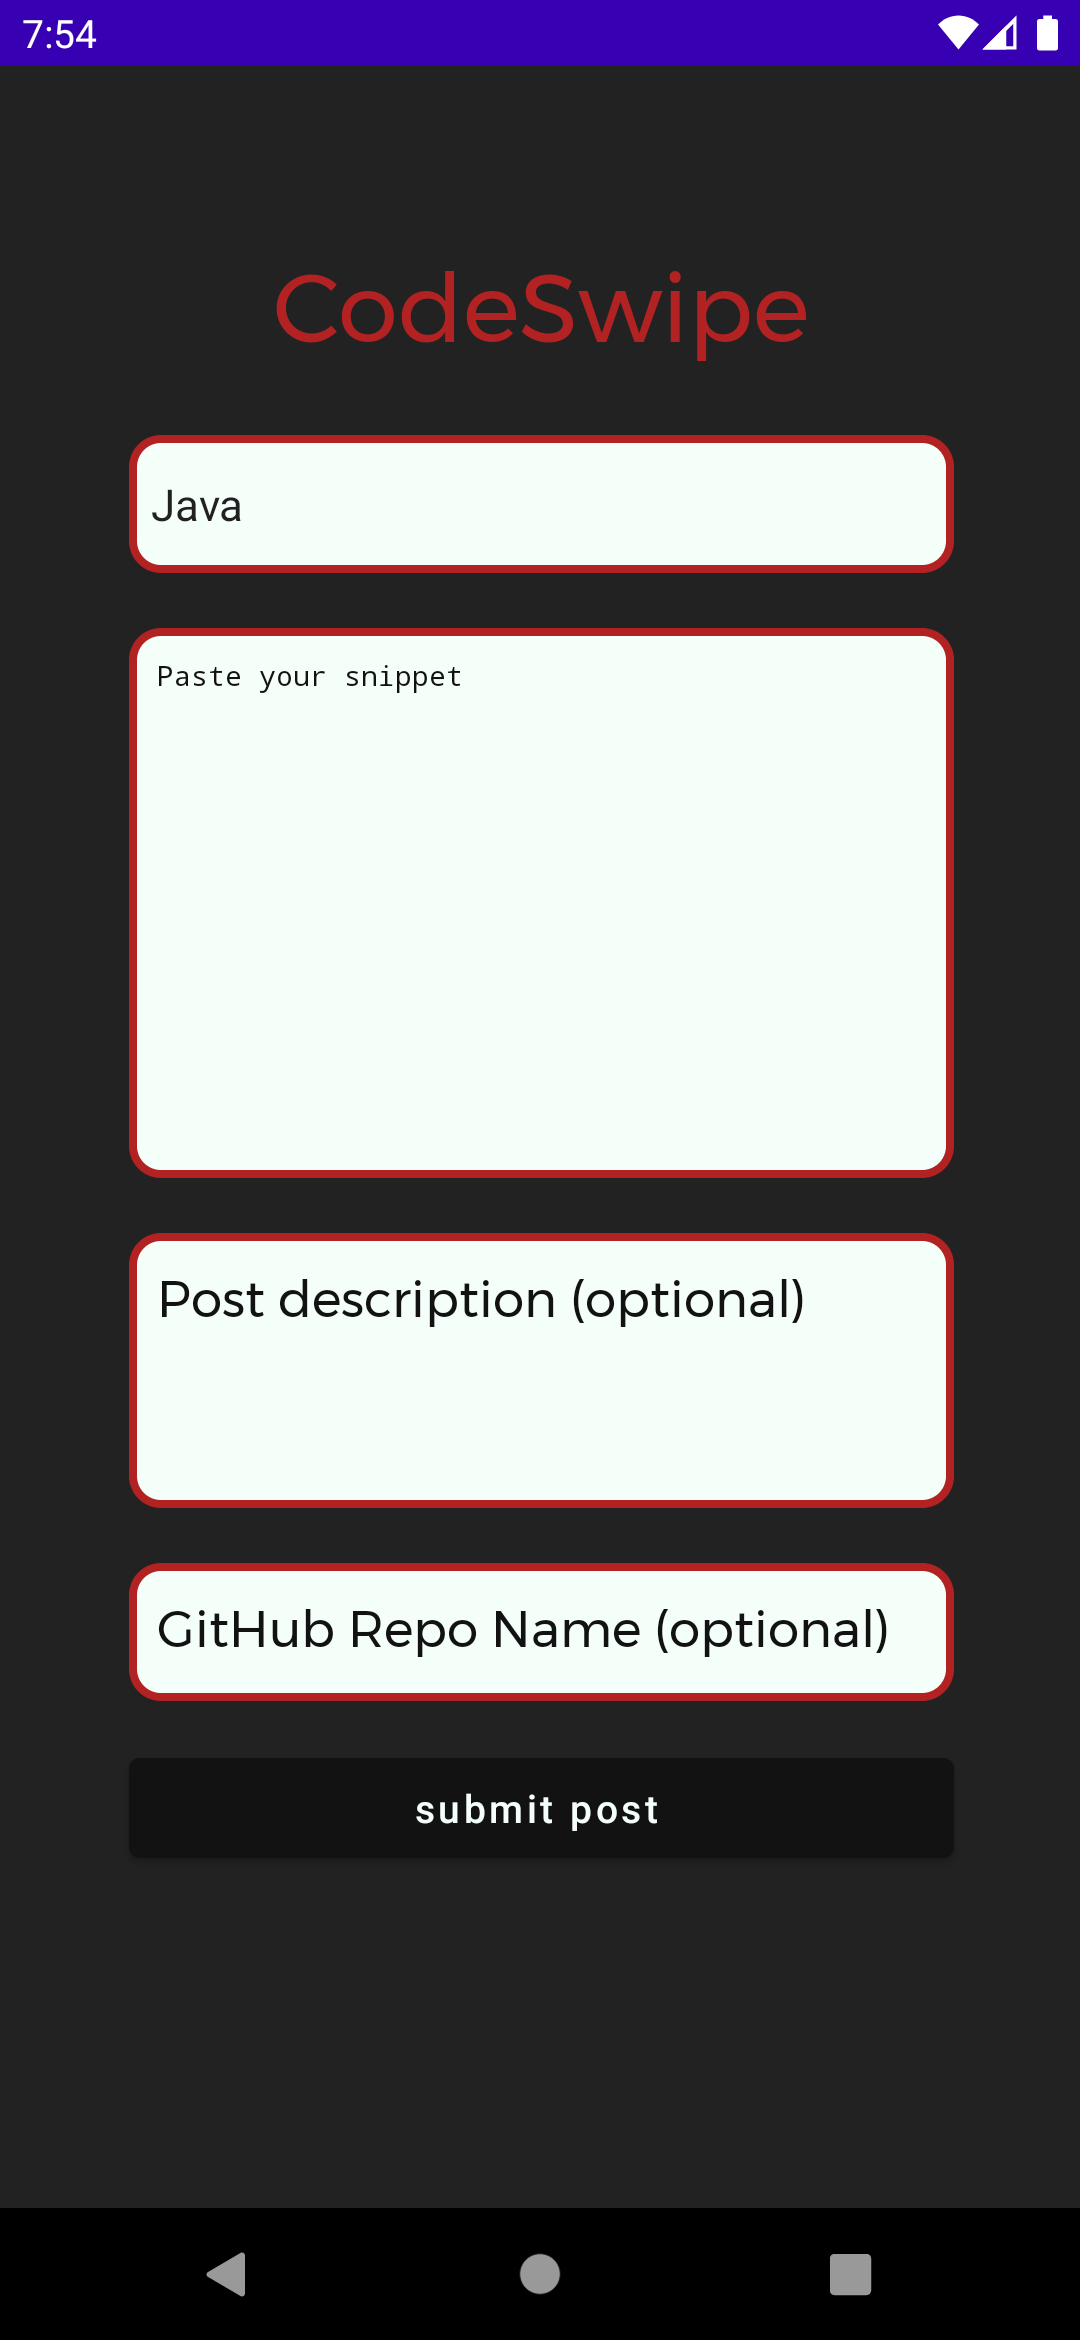 7:54
CodeSwipe
Java
Paste your snippet
Post description (optional)
GitHub Repo Name (optional)
submit post